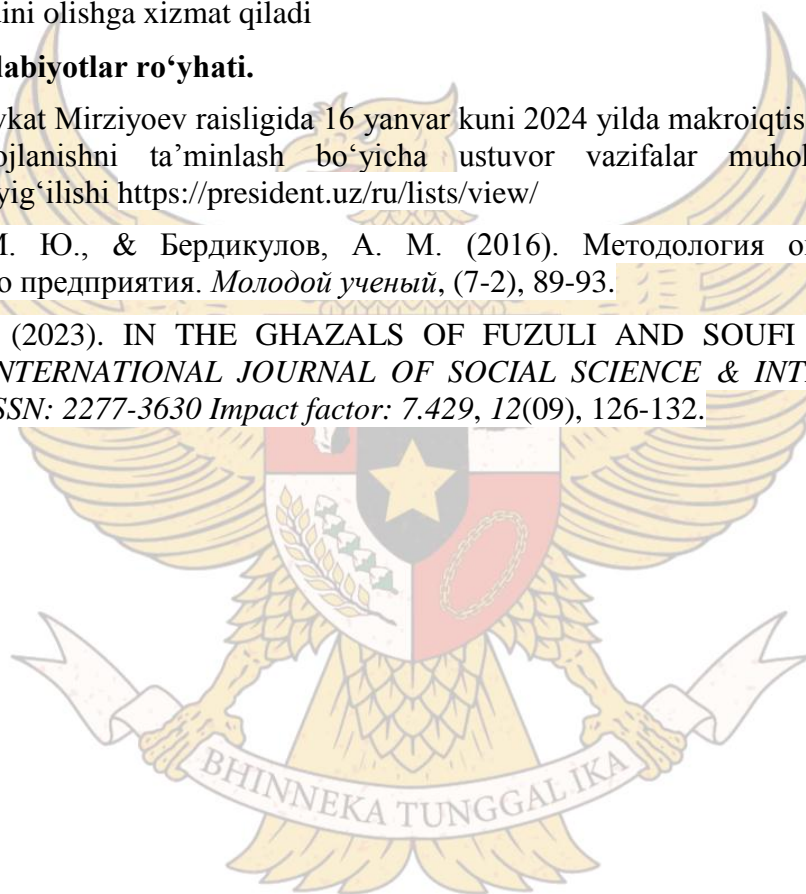 ini olishga xizmat qiladi
labiyotlar ro‘yhati.
vkat Mirziyoev raisligida 16 yanvar kuni 2024 yilda makroiqtis
ojlanishni ta’minlash bo‘yicha ustuvor vazifalar muhol
yig‘ilishi https://president.uz/ru/lists/view/
М. Ю., & Бердикулов, А. М. (2016). Методология о
о предприятия. Молодой ученый, (7-2), 89-93.
(2023). IN THE GHAZALS OF FUZULI AND SOUFI
NTERNATIONAL JOURNAL OF SOCIAL SCIENCE & INT
SSN: 2277-3630 Impact factor: 7.429, 12(09), 126-132.
BHINNEKA TUNGGAL IKA